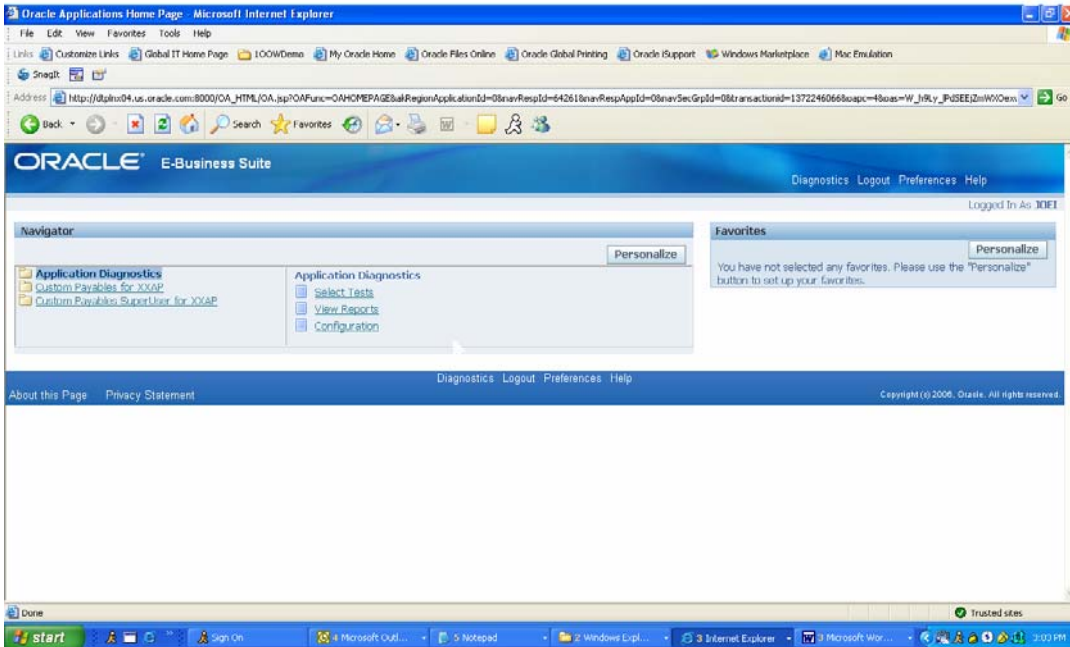 Oracle Applications Home Page - Microsoft Internet Explorer
File Edit View Favorites Tools Help
Links Customize Links Global IT Home Page 1OOWDemo My Oracle Home Oracle Files Online Oracle Global Printing Oracle iSupport Windows Marketplace Mac Emulation
SnagIt
Address Go
Back Search Favorites
ORACLE E-Business Suite
Diagnostics Logout Preferences Help
Logged In As
Navigator
Personalize
Application Diagnostics
Custom Payables for XXAP
Custom Payables SuperUser for XXAP
Application Diagnostics
Select Tests
View Reports
Configuration
Favorites
Personalize
You have not selected any favorites. Please use the "Personalize"
button to set up your favorites.
Diagnostics Logout Preferences Help
About this Page Privacy Statement
Copyright (c) 2006, Oracle. All rights reserved.
Done
Trusted sites
start Sign On 4 Microsoft Outl... 5 Notepad 2 Windows Expl... 3 Internet Explorer 3 Microsoft Wor... 3:03 PM